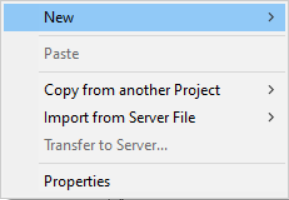 New
Paste
Copy from another Project
Import from Server File
Transfer to Server...
Properties